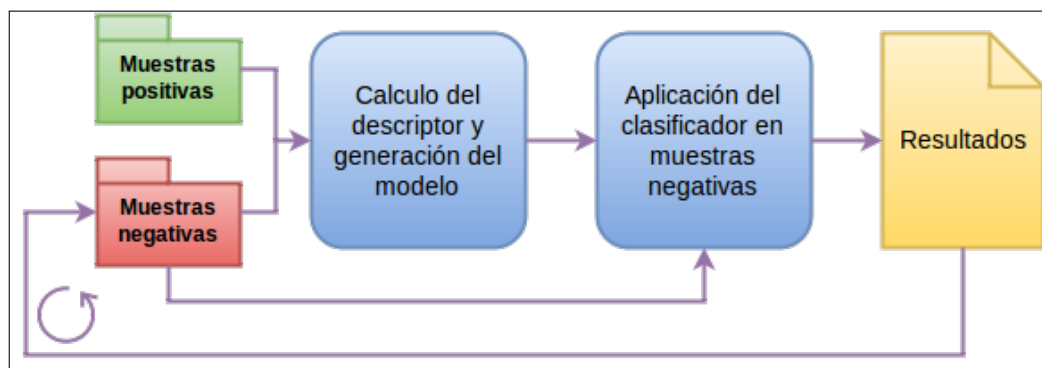 Muestras
positivas
Muestras
negativas
Calculo del
descriptor y
generación del
modelo
Aplicación del
clasificador en
muestras
negativas
Resultados